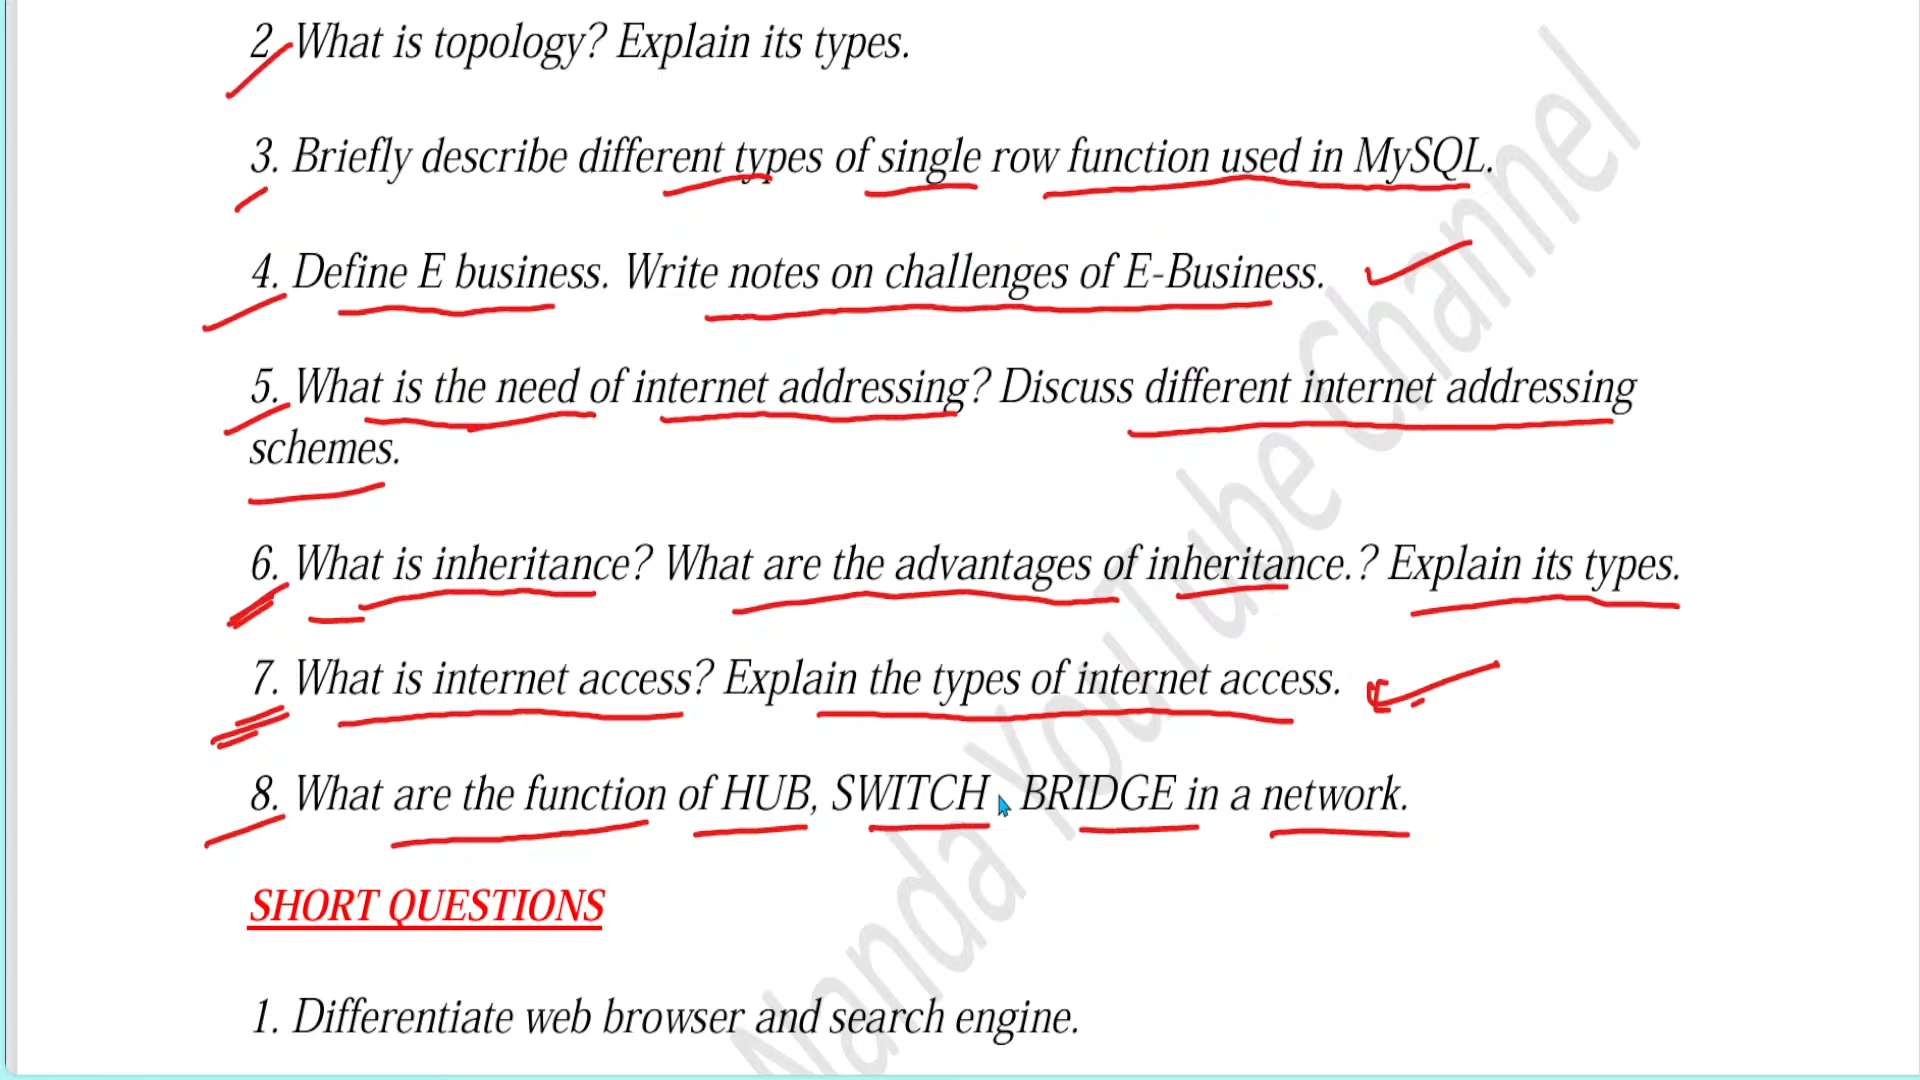 2. What is topology? Explain its types.
3. Briefly describe different types of single row function used in MySQL.
4. Define E business. Write notes on challenges of E-Business.
5. What is the need of internet addressing? Discuss different internet addressing
schemes.
6. What is inheritance? What are the advantages of inheritance.? Explain its types.
7. What is internet access? Explain the types of internet access.
8. What are the function of HUB, SWITCH, BRIDGE in a network.
SHORT QUESTIONS
1. Differentiate web browser and search engine.
Nanda YouTube Channel